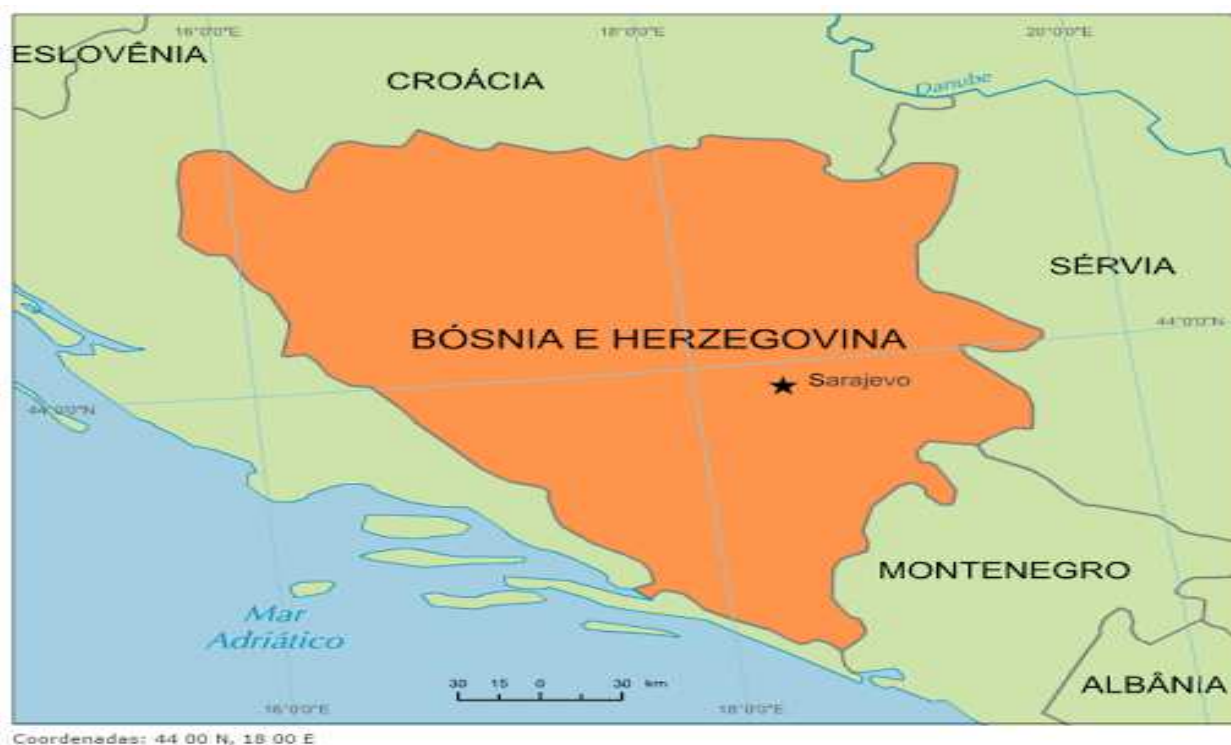 16°0'0"E
18°0'0"E
20°0'0"E
ESLOVÊNIA
CROÁCIA
Danube
SÉRVIA
BÓSNIA E HERZEGOVINA
44°0'0"N
Sarajevo
44°0'0"N
MONTENEGRO
Mar
Adriático
30 15 0 30 km
ALBÂNIA
16°0'0"E
18°0'0"E
Coordenadas: 44 00 N, 18 00 E